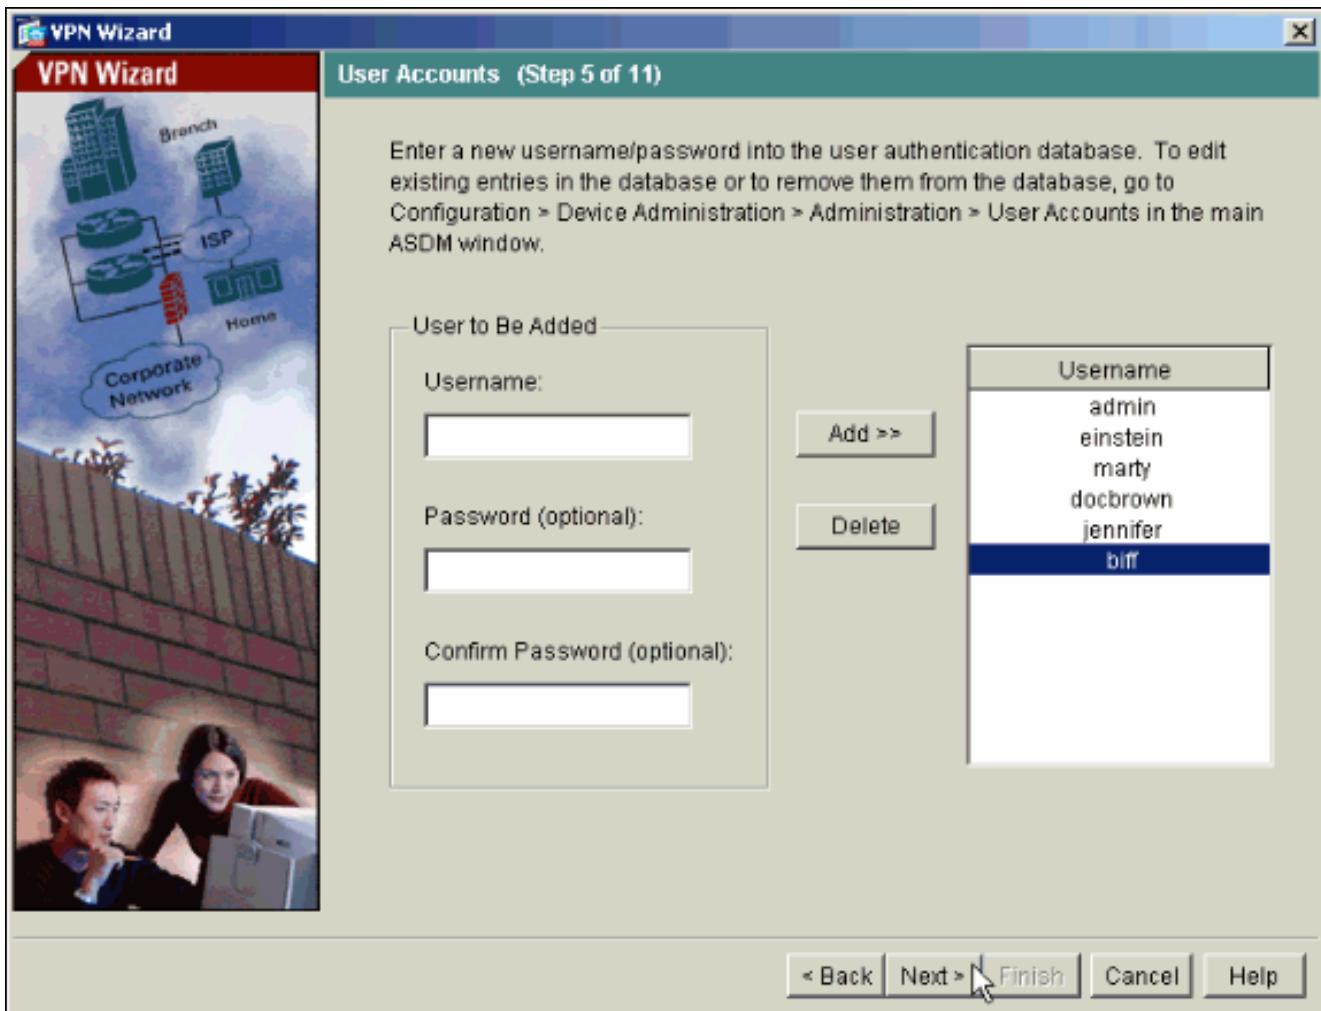 VPN Wizard
VPN Wizard
User Accounts (Step 5 of 11)
Branch
ISP
Home
Corporate
Network
Enter a new username/password into the user authentication database. To edit
existing entries in the database or to remove them from the database, go to
Configuration > Device Administration > Administration > User Accounts in the main
ASDM window.
User to Be Added
Username:
Password (optional):
Confirm Password (optional):
Add >>
Delete
Username
admin
einstein
marty
docbrown
jennifer
biff
< Back
Next >
Finish
Cancel
Help